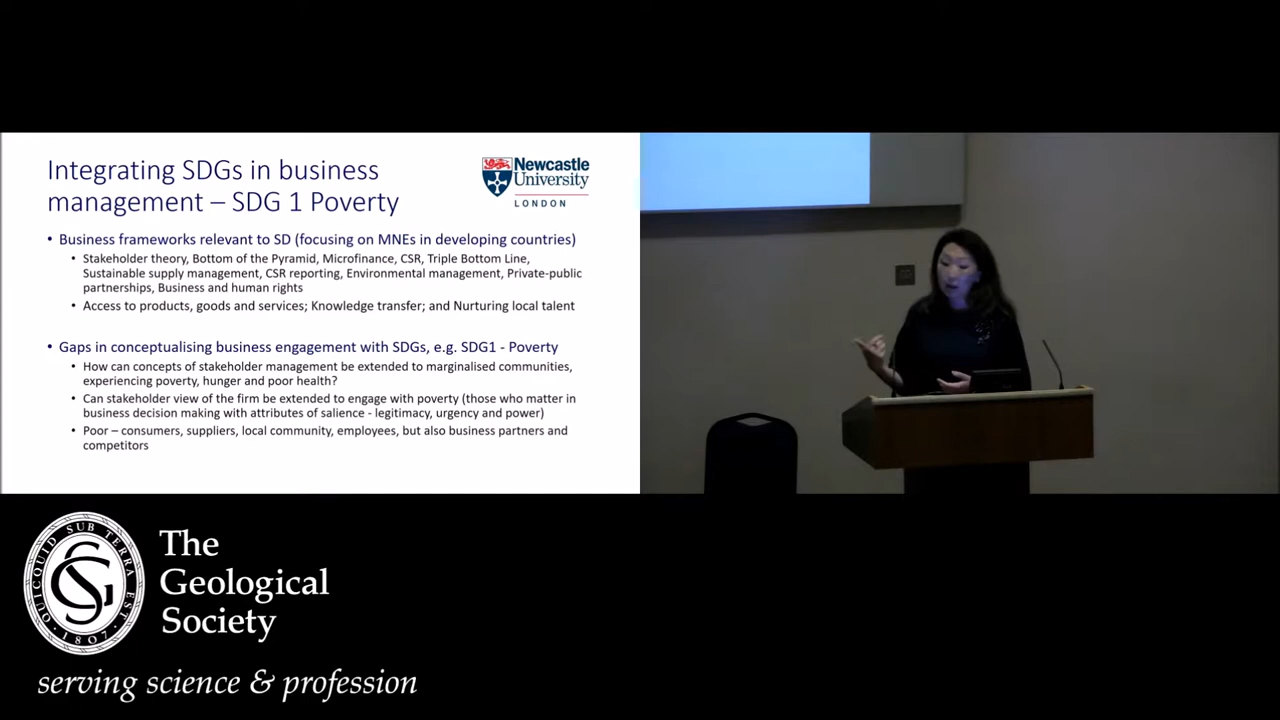 Integrating SDGs in business
management – SDG 1 Poverty
Newcastle
University
LONDON
• Business frameworks relevant to SD (focusing on MNEs in developing countries)
• Stakeholder theory, Bottom of the Pyramid, Microfinance, CSR, Triple Bottom Line,
Sustainable supply management, CSR reporting, Environmental management, Private-public
partnerships, Business and human rights
• Access to products, goods and services; Knowledge transfer; and Nurturing local talent
• Gaps in conceptualising business engagement with SDGs, e.g. SDG1 - Poverty
• How can concepts of stakeholder management be extended to marginalised communities,
experiencing poverty, hunger and poor health?
• Can stakeholder view of the firm be extended to engage with poverty (those who matter in
business decision making with attributes of salience - legitimacy, urgency and power)
• Poor – consumers, suppliers, local community, employees, but also business partners and
competitors
QUICQUID SUB TERRA EST
1807
GS
The
Geological
Society
serving science & profession